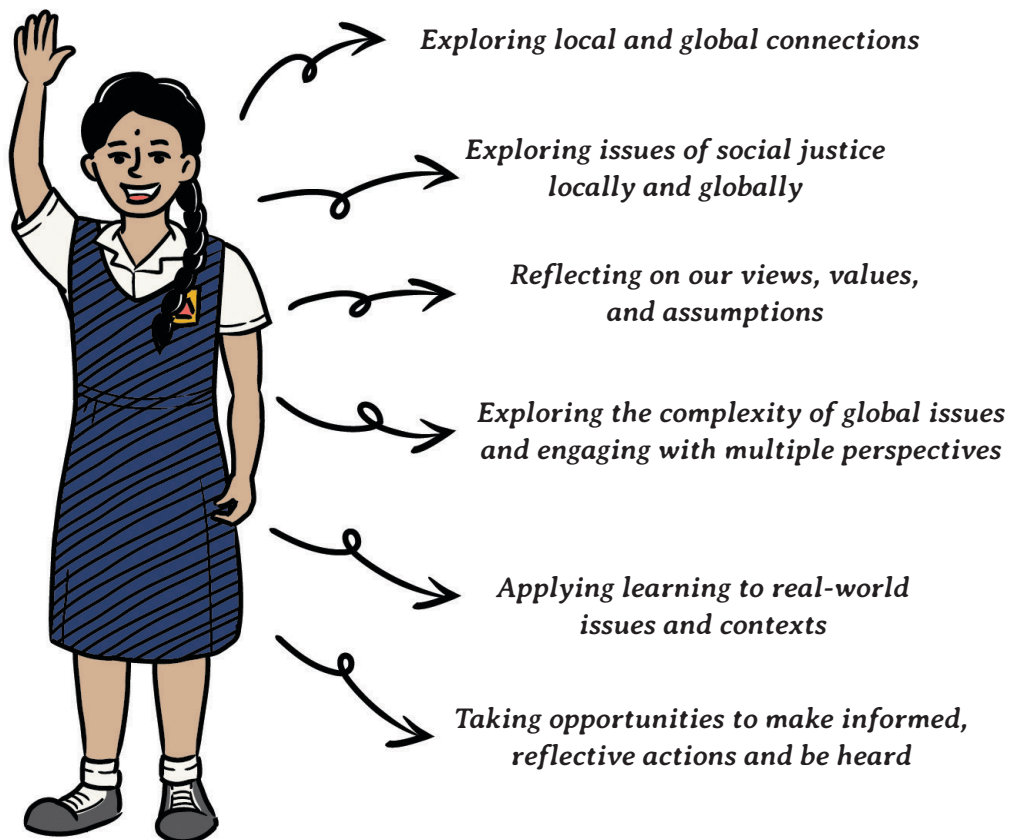 Exploring local and global connections
Exploring issues of social justice
locally and globally
Reflecting on our views, values,
and assumptions
Exploring the complexity of global issues
and engaging with multiple perspectives
Applying learning to real-world
issues and contexts
Taking opportunities to make informed,
reflective actions and be heard